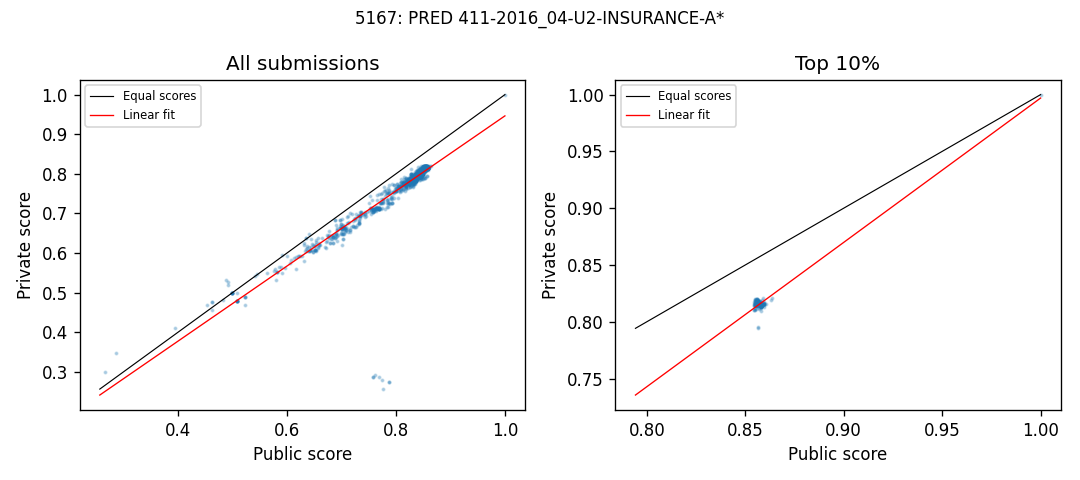 5167: PRED 411-2016_04-U2-INSURANCE-A*
All submissions
Equal scores
Linear fit
1.0
0.9
0.8
0.7
0.6
0.5
0.4
0.3
Private score
0.4
0.6
0.8
1.0
Public score
Top 10%
Equal scores
Linear fit
1.00
0.95
0.90
0.85
0.80
0.75
Private score
0.80
0.85
0.90
0.95
1.00
Public score